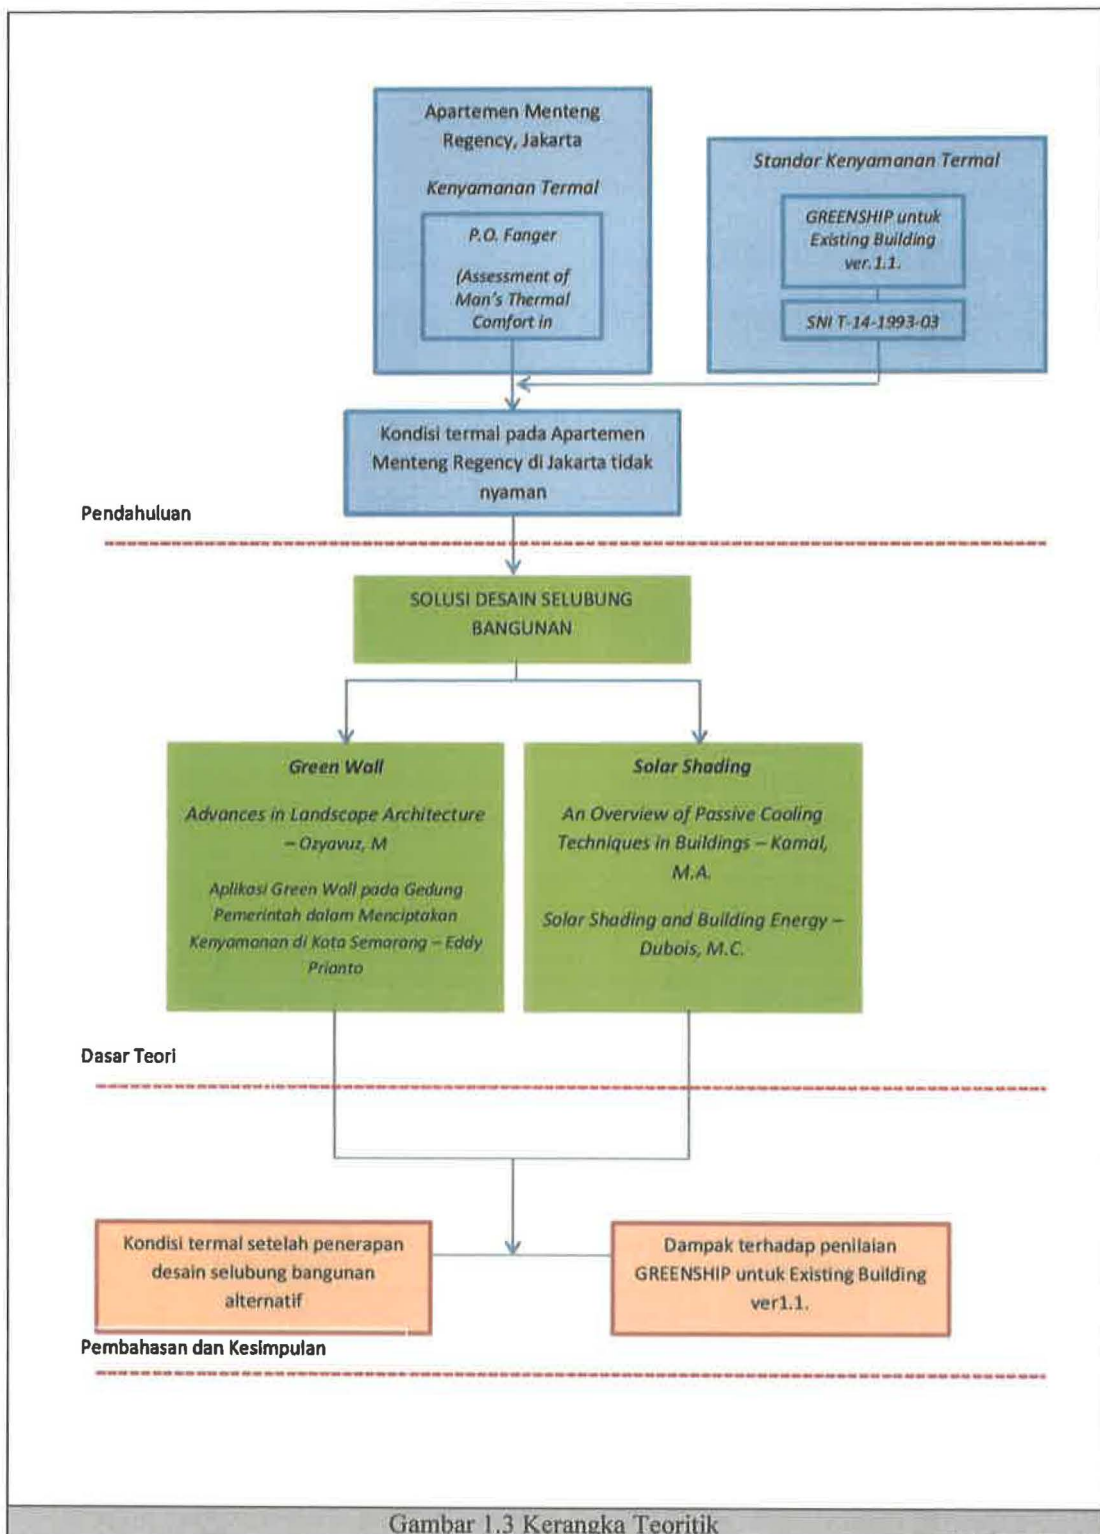 Apartemen Menteng
Regency, Jakarta
Kenyamanan Termal
P.O. Fanger
(Assessment of
Man's Thermal
Comfort in
Standar Kenyamanan Termal
GREENSHIP untuk
Existing Building
ver.1.1.
SNI T-14-1993-03
Kondisi termal pada Apartemen
Menteng Regency di Jakarta tidak
nyaman
Pendahuluan
SOLUSI DESAIN SELUBUNG
BANGUNAN
Green Wall
Advances in Landscape Architecture
– Ozyavuz, M
Aplikasi Green Wall pada Gedung
Pemerintah dalam Menciptakan
Kenyamanan di Kota Semarang – Eddy
Prianto
Solar Shading
An Overview of Passive Cooling
Techniques in Buildings – Kamal,
M.A.
Solar Shading and Building Energy –
Dubois, M.C.
Dasar Teori
Kondisi termal setelah penerapan
desain selubung bangunan
alternatif
Dampak terhadap penilaian
GREENSHIP untuk Existing Building
ver1.1.
Pembahasan dan Kesimpulan
Gambar 1.3 Kerangka Teoritik